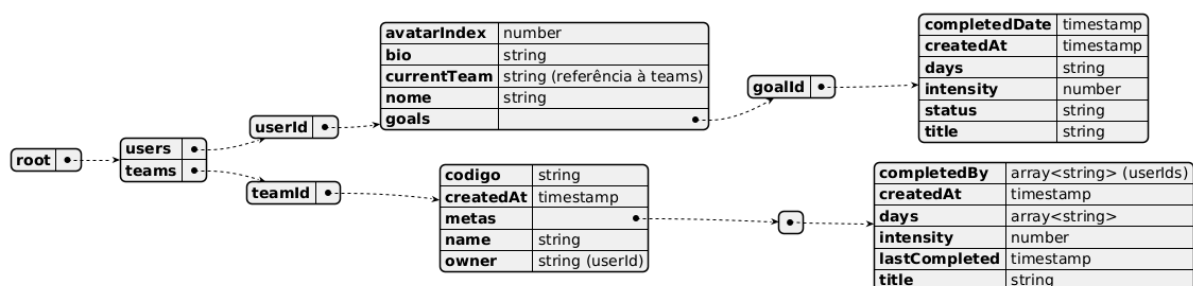 root
users
teams
userId
avatarIndex number
bio string
currentTeam string (referência à teams)
nome string
goals
goalId
completedDate timestamp
createdAt timestamp
days string
intensity number
status string
title string
teamId
codigo string
createdAt timestamp
metas
name string
owner string (userId)
completedBy array<string> (userIds)
createdAt timestamp
days array<string>
intensity number
lastCompleted timestamp
title string